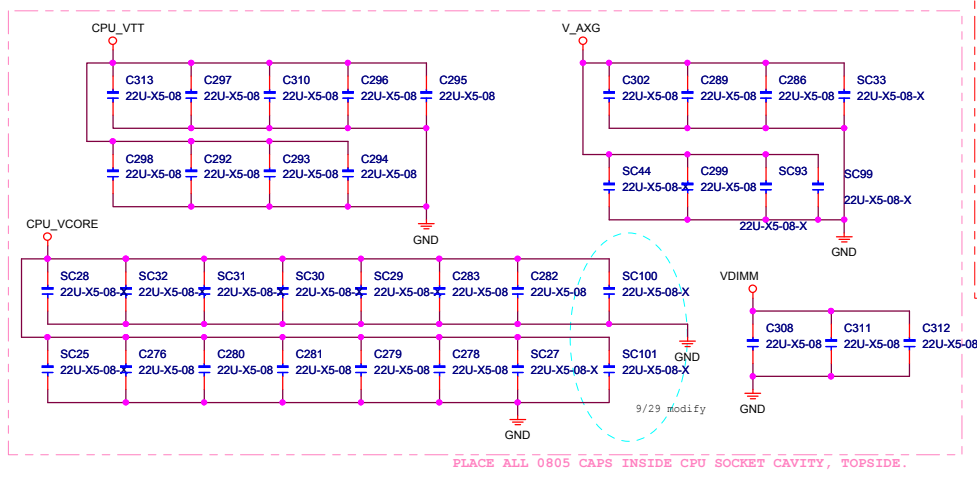 CPU_VTT
V_AXG
C313
22U-X5-08
C297
22U-X5-08
C310
22U-X5-08
C296
22U-X5-08
C295
22U-X5-08
C302
22U-X5-08
C289
22U-X5-08
C286
22U-X5-08
SC33
22U-X5-08-X
C298
22U-X5-08
C292
22U-X5-08
C293
22U-X5-08
C294
22U-X5-08
SC44
22U-X5-08-X
C299
22U-X5-08
SC93
22U-X5-08-X
SC99
22U-X5-08-X
GND
GND
CPU_VCORE
SC28
22U-X5-08-X
SC32
22U-X5-08-X
SC31
22U-X5-08-X
SC30
22U-X5-08-X
SC29
22U-X5-08-X
C283
22U-X5-08
C282
22U-X5-08
SC100
22U-X5-08-X
GND
VDIMM
C308
22U-X5-08
C311
22U-X5-08
C312
22U-X5-08
GND
SC25
22U-X5-08-X
C276
22U-X5-08
C280
22U-X5-08
C281
22U-X5-08
C279
22U-X5-08
C278
22U-X5-08
SC27
22U-X5-08-X
SC101
22U-X5-08-X
GND
9/29 modify
PLACE ALL 0805 CAPS INSIDE CPU SOCKET CAVITY, TOPSIDE.